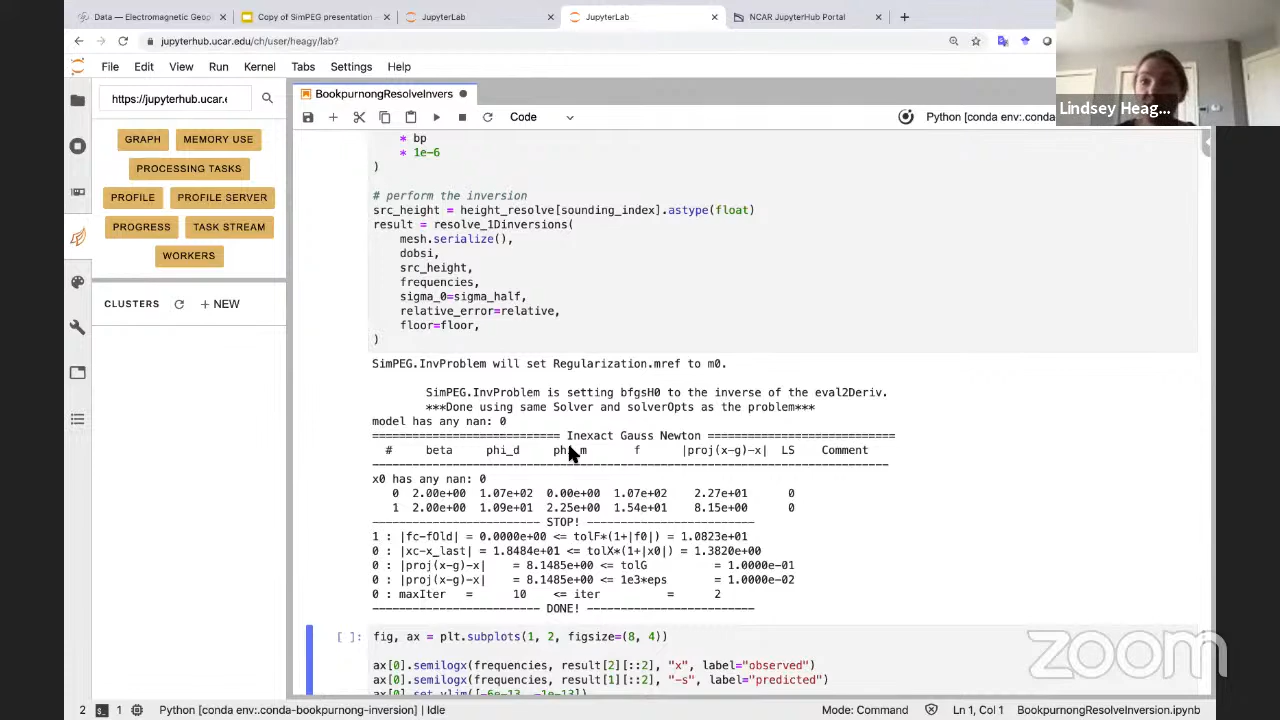 Data — Electromagnetic Geop
Copy of SimPEG presentation
JupyterLab
JupyterLab
NCAR JupyterHub Portal
jupyterhub.ucar.edu/ch/user/heagy/lab?
Lindsey Heag...
File Edit View Run Kernel Tabs Settings Help
https://jupyterhub.ucar.e
BookpurnongResolveInvers
Code
Python [conda env:.conda
GRAPH
MEMORY USE
PROCESSING TASKS
PROFILE
PROFILE SERVER
PROGRESS
TASK STREAM
WORKERS
CLUSTERS
+ NEW
* bp
* 1e-6
)
# perform the inversion
src_height = height_resolve[sounding_index].astype(float)
result = resolve_1Dinversions(
mesh.serialize(),
dobsi,
src_height,
frequencies,
sigma_0=sigma_half,
relative_error=relative,
floor=floor,
)
SimPEG.InvProblem will set Regularization.mref to m0.
SimPEG.InvProblem is setting bfgsH0 to the inverse of the eval2Deriv.
***Done using same Solver and solverOpts as the problem***
model has any nan: 0
============================ Inexact Gauss Newton ============================
# beta phi_d phi_m f |proj(x-g)-x| LS Comment
-----------------------------------------------------------------------------
x0 has any nan: 0
0 2.00e+00 1.07e+02 0.00e+00 1.07e+02 2.27e+01 0
1 2.00e+00 1.09e+01 2.25e+00 1.54e+01 8.15e+00 0
------------------------- STOP! -------------------------
1 : |fc-fOld| = 0.0000e+00 <= tolF*(1+|f0|) = 1.0823e+01
0 : |xc-x_last| = 1.8484e+01 <= tolX*(1+|x0|) = 1.3820e+00
0 : |proj(x-g)-x| = 8.1485e+00 <= tolG = 1.0000e-01
0 : |proj(x-g)-x| = 8.1485e+00 <= 1e3*eps = 1.0000e-02
0 : maxIter = 10 <= iter = 2
------------------------- DONE! -------------------------
[ ]: fig, ax = plt.subplots(1, 2, figsize=(8, 4))
ax[0].semilogx(frequencies, result[2][::2], "x", label="observed")
ax[0].semilogx(frequencies, result[1][::2], "-s", label="predicted")
ax[0].set_ylim([-6e-13, -1e-13])
zoom
2 1 Python [conda env:.conda-bookpurnong-inversion] | Idle
Mode: Command
Ln 1, Col 1
BookpurnongResolveInversion.ipynb